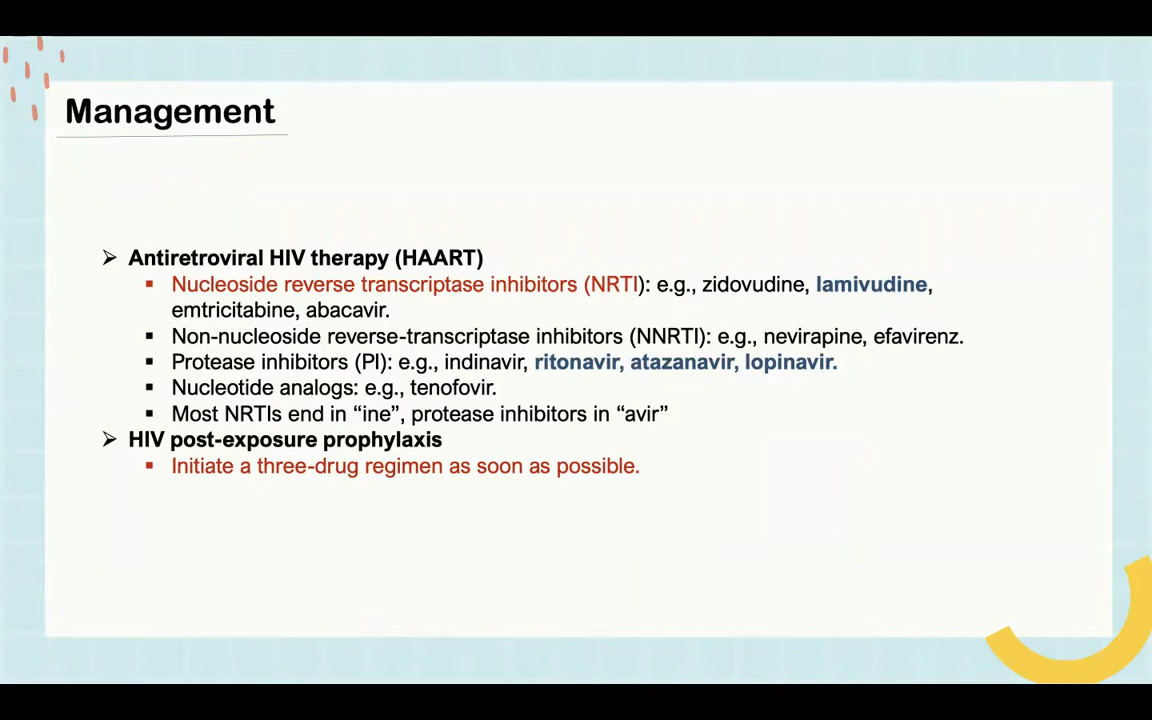 Management
➢ Antiretroviral HIV therapy (HAART)
▪ Nucleoside reverse transcriptase inhibitors (NRTI): e.g., zidovudine, lamivudine,
emtricitabine, abacavir.
▪ Non-nucleoside reverse-transcriptase inhibitors (NNRTI): e.g., nevirapine, efavirenz.
▪ Protease inhibitors (PI): e.g., indinavir, ritonavir, atazanavir, lopinavir.
▪ Nucleotide analogs: e.g., tenofovir.
▪ Most NRTIs end in “ine”, protease inhibitors in “avir”
➢ HIV post-exposure prophylaxis
▪ Initiate a three-drug regimen as soon as possible.